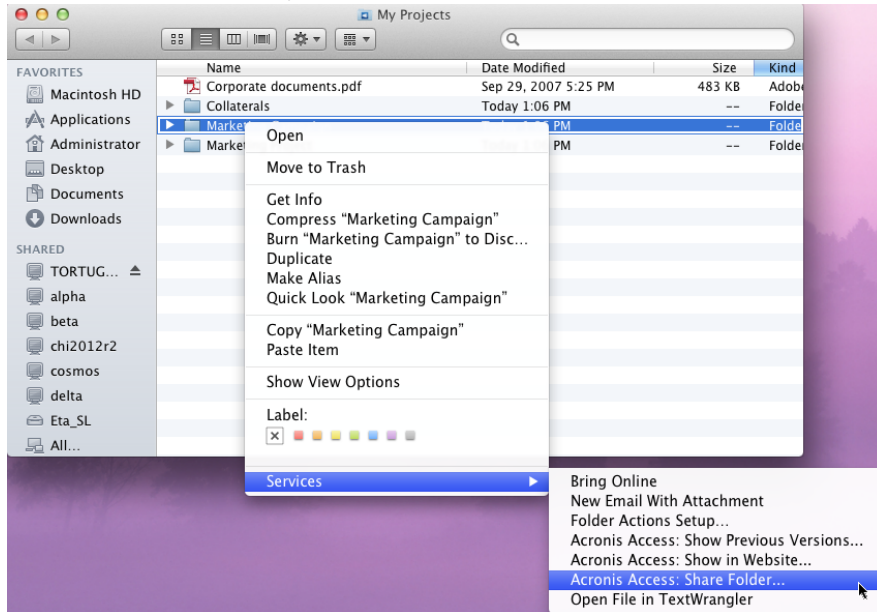 My Projects
FAVORITES
Macintosh HD
Applications
Administrator
Desktop
Documents
Downloads
SHARED
TORTUG...
alpha
beta
chi2012r2
cosmos
delta
Eta_SL
All...
Name Date Modified Size Kind
Corporate documents.pdf Sep 29, 2007 5:25 PM 483 KB Adobe
Collaterals Today 1:06 PM -- Folder
PM -- Folde
PM -- Folder
Open
Move to Trash
Get Info
Compress “Marketing Campaign”
Burn “Marketing Campaign” to Disc...
Duplicate
Make Alias
Quick Look “Marketing Campaign”
Copy “Marketing Campaign”
Paste Item
Show View Options
Label:
Services
Bring Online
New Email With Attachment
Folder Actions Setup...
Acronis Access: Show Previous Versions...
Acronis Access: Show in Website...
Acronis Access: Share Folder...
Open File in TextWrangler